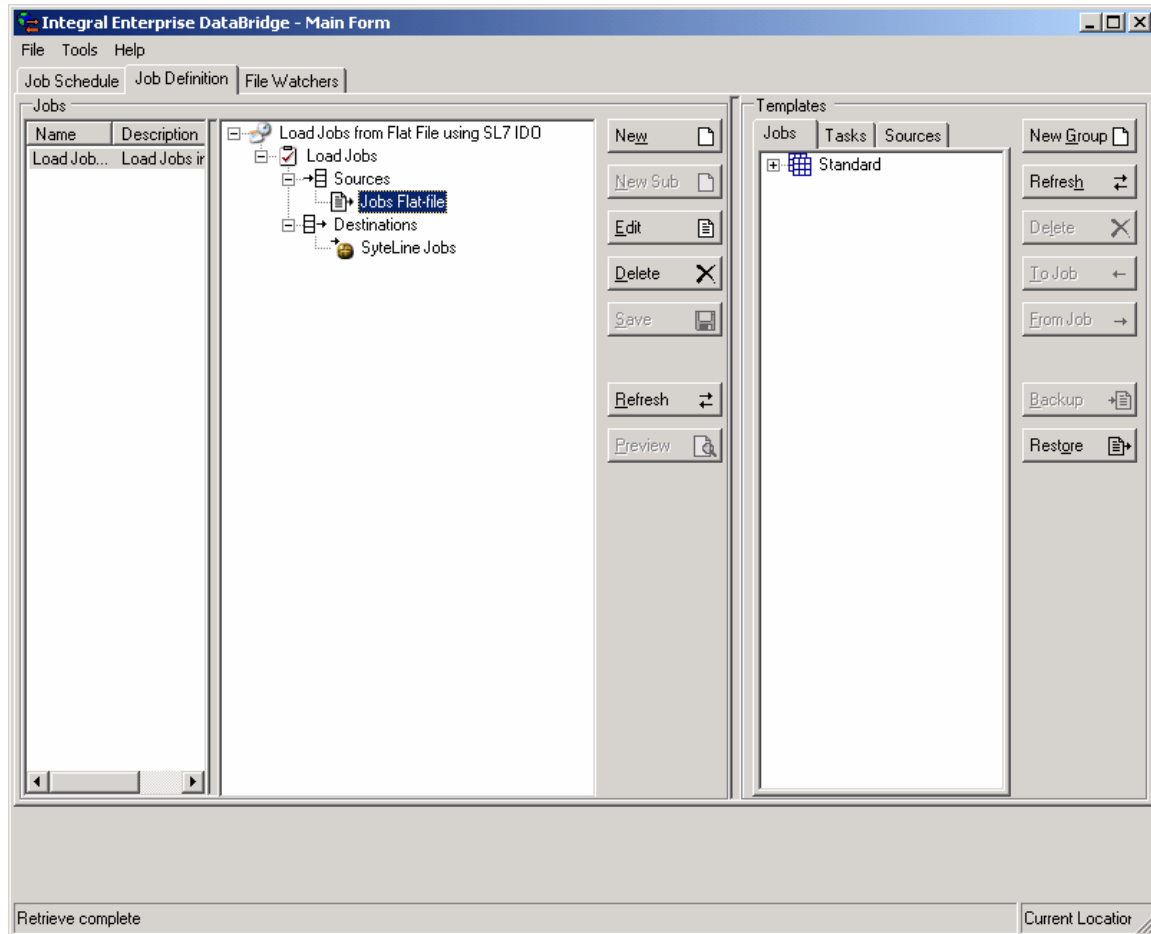 Integral Enterprise DataBridge - Main Form
File Tools Help
Job Schedule Job Definition File Watchers
Jobs
Name Description
Load Job... Load Jobs ir
Load Jobs from Flat File using SL7 IDO
Load Jobs
Sources
Jobs Flat-file
Destinations
SyteLine Jobs
New
New Sub
Edit
Delete
Save
Refresh
Preview
Templates
Jobs Tasks Sources
Standard
New Group
Refresh
Delete
To Job
From Job
Backup
Restore
Retrieve complete
Current Locatior